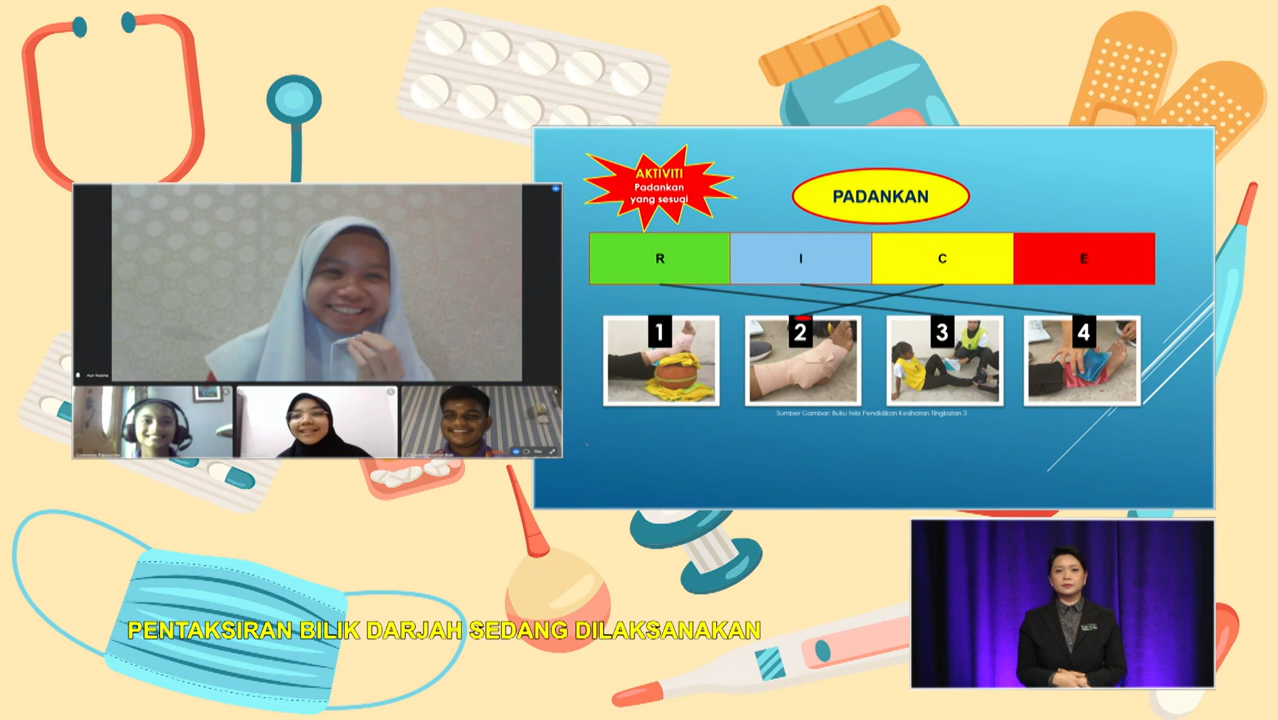 AKTIVITI
Padankan
yang sesuai
PADANKAN
R I C E
1 2 3 4
Sumber Gambar: Buku teks Pendidikan Kesihatan Tingkatan 3
PENTAKSIRAN BILIK DARJAH SEDANG DILAKSANAKAN